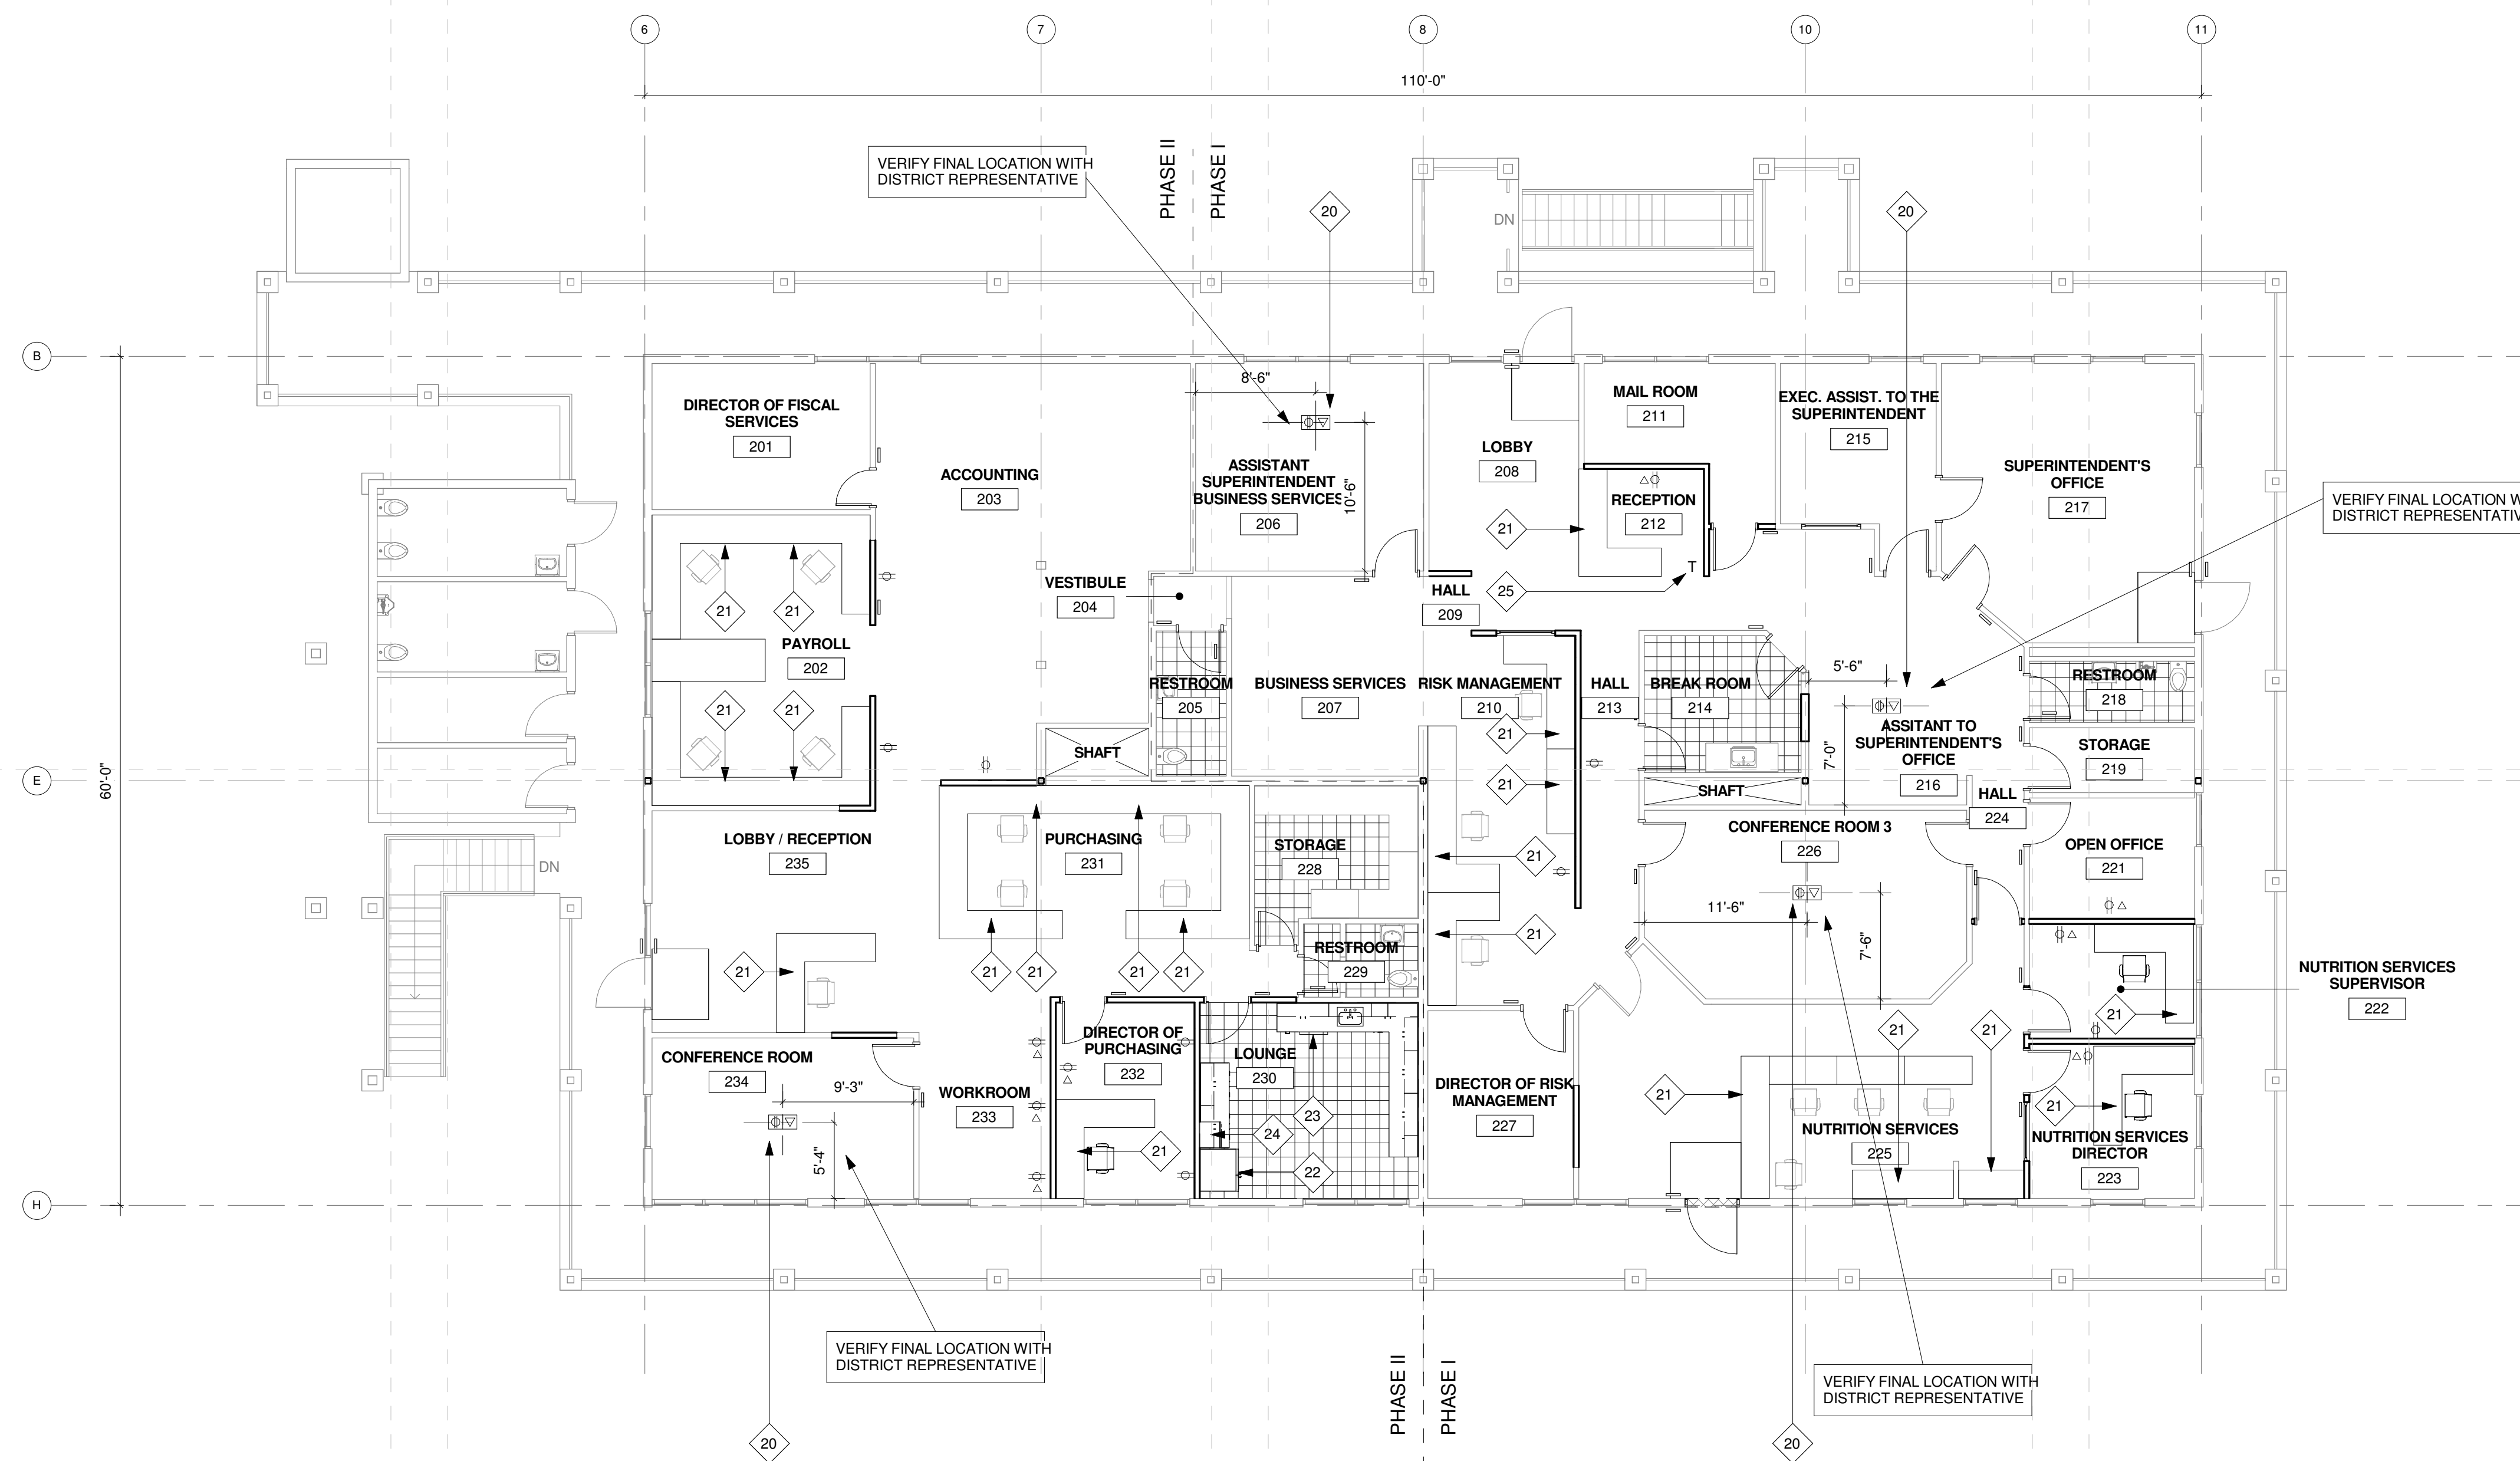 6
7
8
10
11
110'-0"
PHASE II
PHASE I
VERIFY FINAL LOCATION WITH
DISTRICT REPRESENTATIVE
20
20
DN
B
8'-6"
10'-6"
DIRECTOR OF FISCAL
SERVICES
201
ACCOUNTING
203
ASSISTANT
SUPERINTENDENT
BUSINESS SERVICES
206
LOBBY
208
MAIL ROOM
211
EXEC. ASSIST. TO THE
SUPERINTENDENT
215
SUPERINTENDENT'S
OFFICE
217
VERIFY FINAL LOCATION W
DISTRICT REPRESENTATIV
RECEPTION
212
21
T
25
VESTIBULE
204
HALL
209
21
21
PAYROLL
202
21
21
RESTROOM
205
BUSINESS SERVICES
207
RISK MANAGEMENT
210
HALL
213
BREAK ROOM
214
5'-6"
RESTROOM
218
21
ASSITANT TO
SUPERINTENDENT'S
OFFICE
216
7'-0"
STORAGE
219
SHAFT
21
SHAFT
E
60'-0"
HALL
224
LOBBY / RECEPTION
235
PURCHASING
231
STORAGE
228
21
CONFERENCE ROOM 3
226
OPEN OFFICE
221
DN
11'-6"
7'-6"
21
RESTROOM
229
21
21
21
21
21
NUTRITION SERVICES
SUPERVISOR
222
21
21
21
CONFERENCE ROOM
234
9'-3"
5'-4"
WORKROOM
233
DIRECTOR OF
PURCHASING
232
LOUNGE
230
DIRECTOR OF RISK
MANAGEMENT
227
21
21
23
24
22
21
NUTRITION SERVICES
225
NUTRITION SERVICES
DIRECTOR
223
H
VERIFY FINAL LOCATION WITH
DISTRICT REPRESENTATIVE
VERIFY FINAL LOCATION WITH
DISTRICT REPRESENTATIVE
PHASE II
PHASE I
20
20